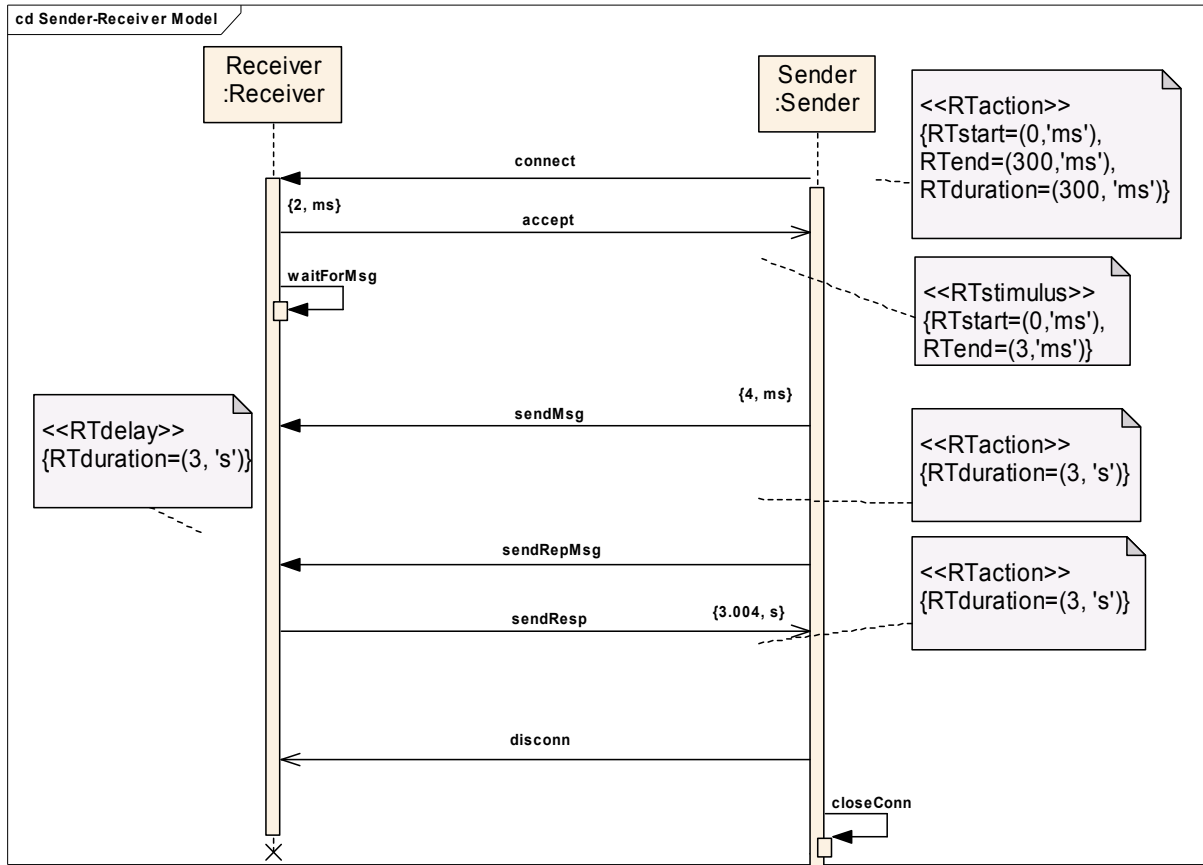 cd Sender-Receiver Model
Receiver
:Receiver
Sender
:Sender
<<RTaction>>
{RTstart=(0,'ms'),
RTend=(300,'ms'),
RTduration=(300, 'ms')}
connect
{2, ms}
accept
waitForMsg
<<RTstimulus>>
{RTstart=(0,'ms'),
RTend=(3,'ms')}
{4, ms}
sendMsg
<<RTdelay>>
{RTduration=(3, 's')}
<<RTaction>>
{RTduration=(3, 's')}
sendRepMsg
<<RTaction>>
{RTduration=(3, 's')}
{3.004, s}
sendResp
disconn
closeConn